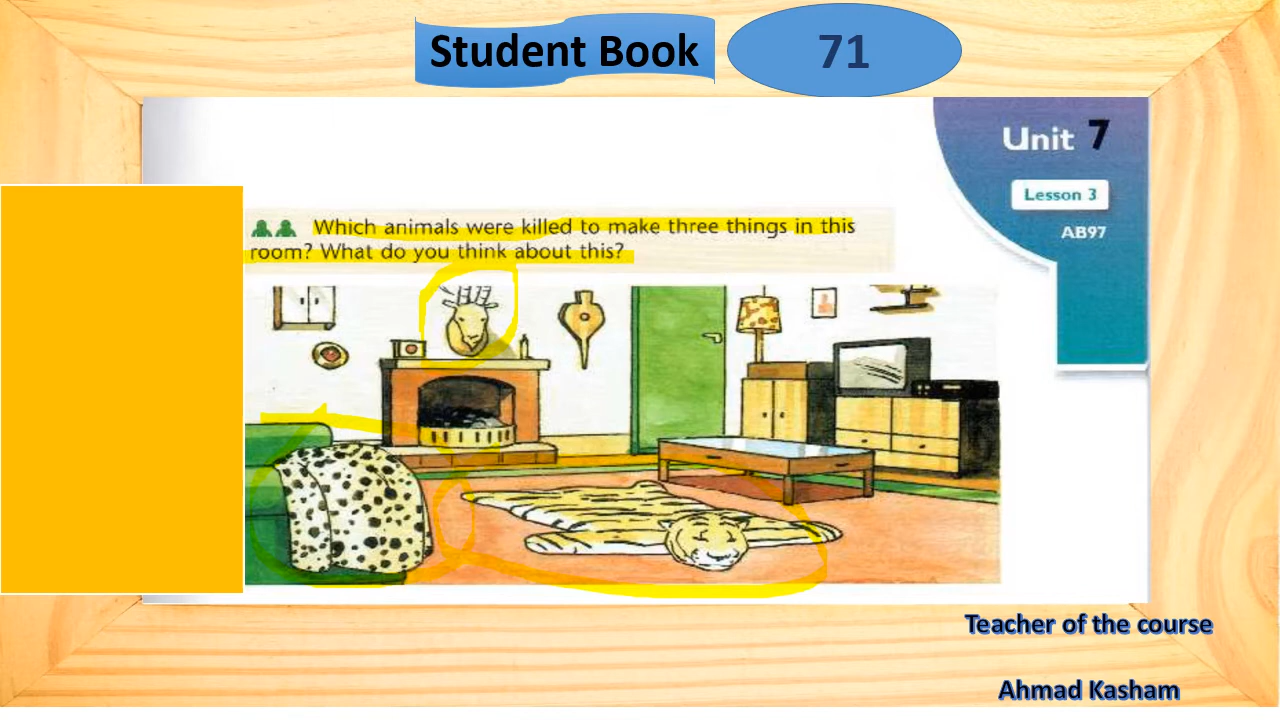 Student Book
71
Unit 7
Lesson 3
AB97
Which animals were killed to make three things in this
room? What do you think about this?
Teacher of the course
Ahmad Kasham